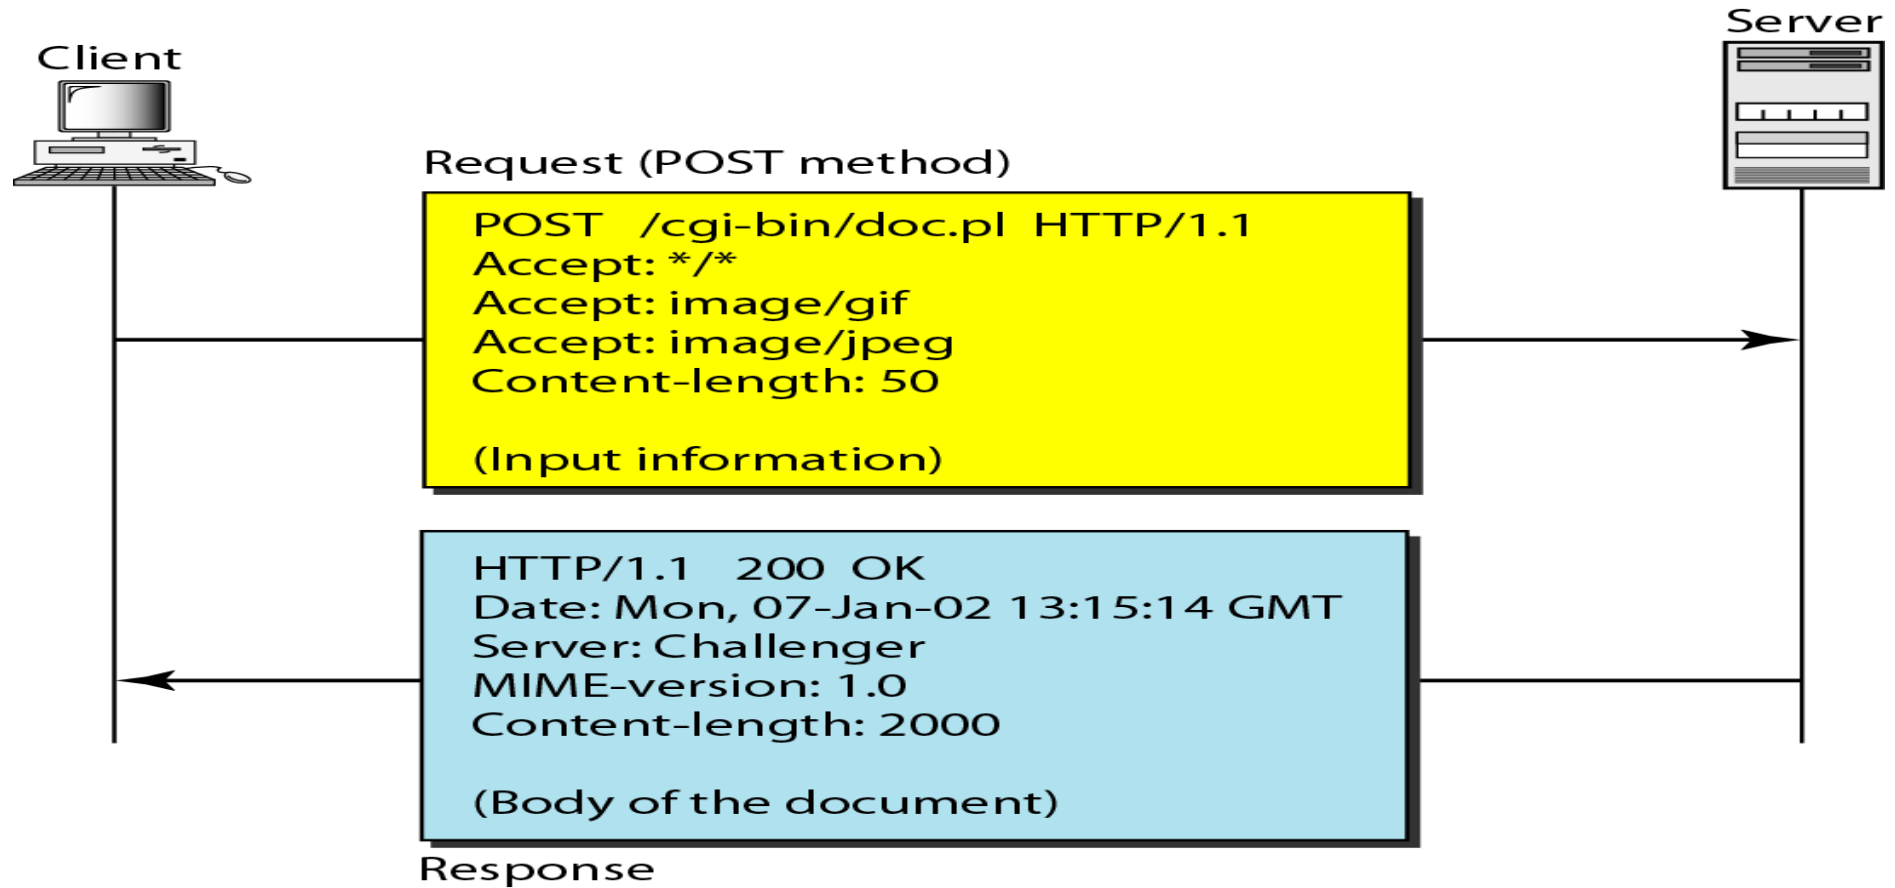 Client
Server
Request (POST method)
POST /cgi-bin/doc.pl HTTP/1.1
Accept: */*
Accept: image/gif
Accept: image/jpeg
Content-length: 50
(Input information)
HTTP/1.1 200 OK
Date: Mon, 07-Jan-02 13:15:14 GMT
Server: Challenger
MIME-version: 1.0
Content-length: 2000
(Body of the document)
Response